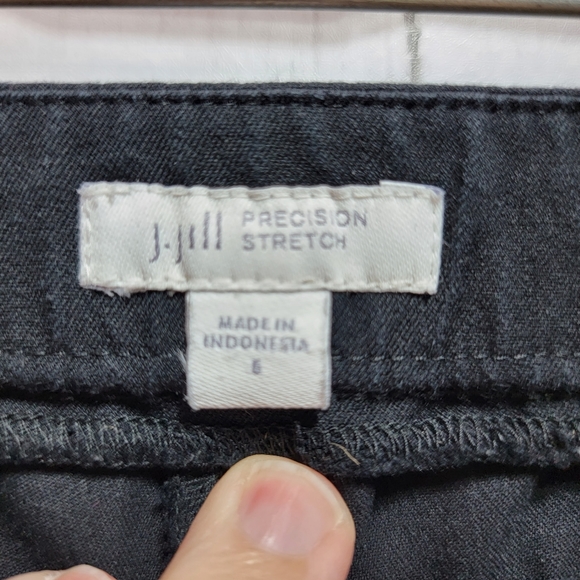 J.Jill PRECISION
STRETCH
MADE IN
INDONESIA
6